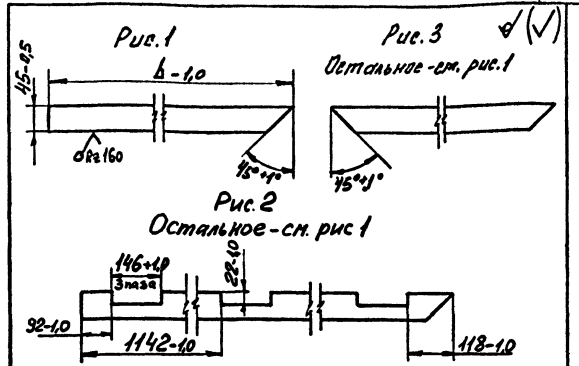 Рис. 1
Рис. 3
√ (√)
Остальное-см. рис. 1
b-1,0
45-0,5
Rz160
45°+1°
45°+1°
Рис. 2
Остальное-см. рис 1
146+1,0
3 паза
22-1,0
92-1,0
1142-1,0
118-1,0